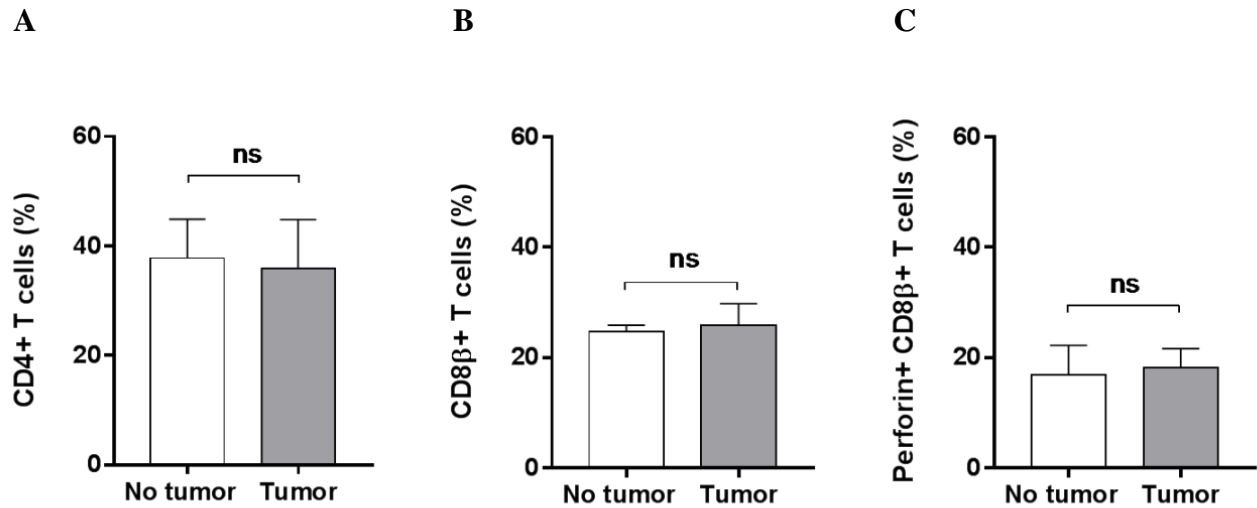 A
B
C
CD4+ T cells (%)
60
40
20
0
ns
No tumor
Tumor
CD8β+ T cells (%)
60
40
20
0
ns
No tumor
Tumor
Perforin+ CD8β+ T cells (%)
60
40
20
0
ns
No tumor
Tumor